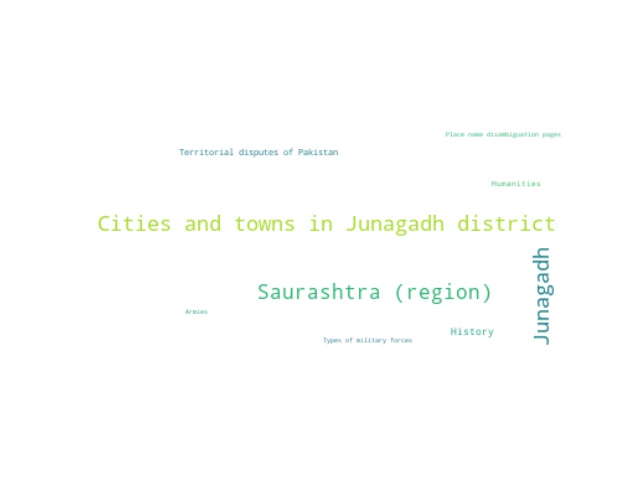 Place name disambiguation pages
Territorial disputes of Pakistan
Humanities
Cities and towns in Junagadh district
Junagadh
Saurashtra (region)
Armies
History
Types of military forces